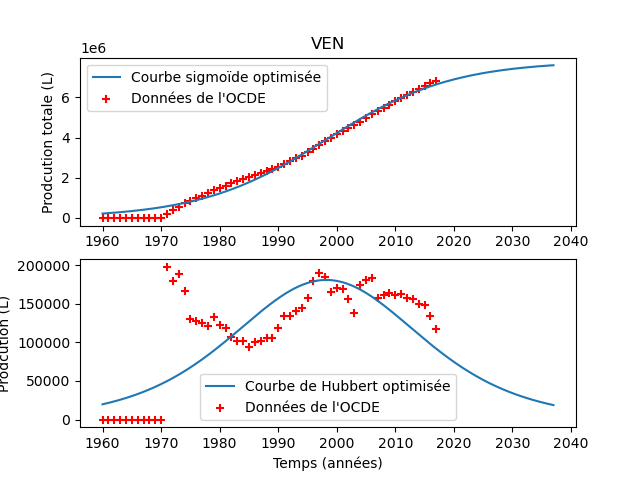 VEN
1e6
Prodcution totale (L)
Courbe sigmoïde optimisée
Données de l'OCDE
6
4
2
0
1960 1970 1980 1990 2000 2010 2020 2030 2040
Prodcution (L)
200000
150000
100000
50000
0
Courbe de Hubbert optimisée
Données de l'OCDE
1960 1970 1980 1990 2000 2010 2020 2030 2040
Temps (années)